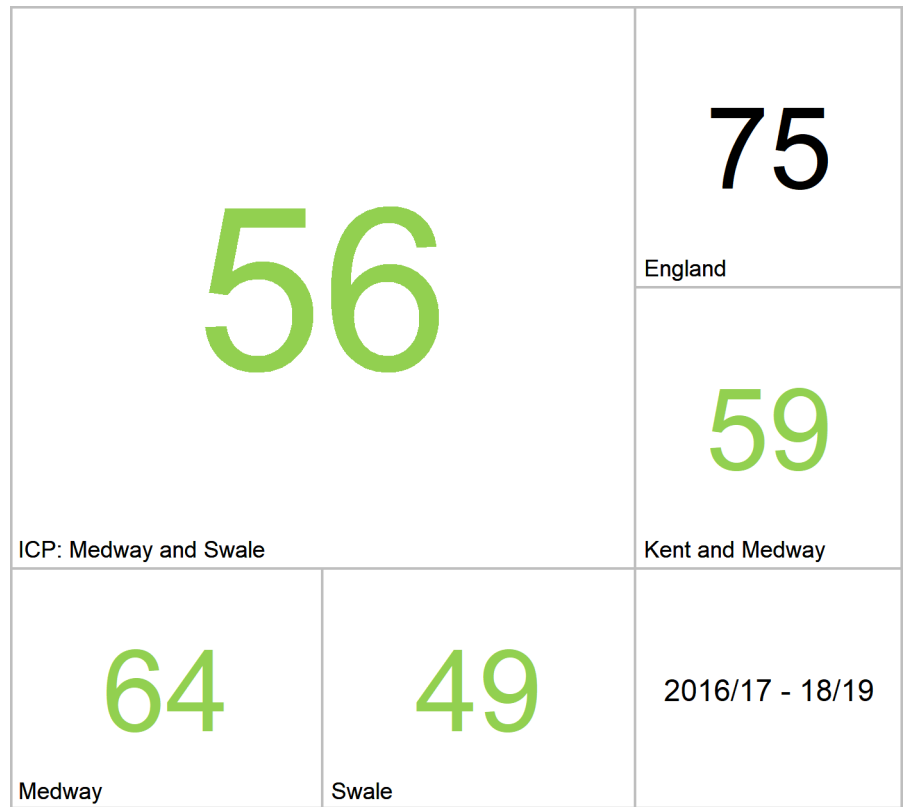 56
ICP: Medway and Swale
75
England
59
Kent and Medway
64
Medway
49
Swale
2016/17 - 18/19